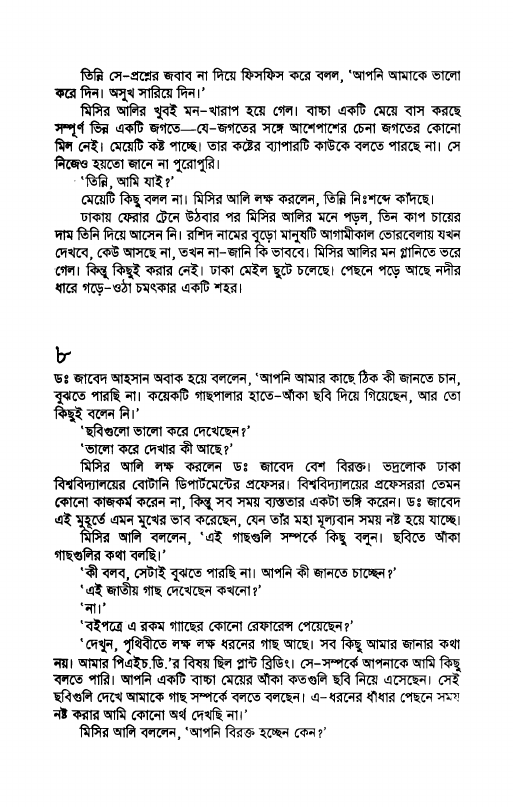 তিন্নি সে-প্রশ্নের জবাব না দিয়ে ফিসফিস করে বলল, ‘আপনি আমাকে ভালো
করে দিন। অসুখ সারিয়ে দিন।’
মিসির আলির খুবই মন-খারাপ হয়ে গেল। বাচ্চা একটি মেয়ে বাস করছে
সম্পূর্ণ ভিন্ন একটি জগতে—যে-জগতের সঙ্গে আশেপাশের চেনা জগতের কোনো
মিল নেই। মেয়েটি কষ্ট পাচ্ছে। তার কষ্টের ব্যাপারটি কাউকে বলতে পারছে না। সে
নিজেও হয়তো জানে না পুরোপুরি।
‘তিন্নি, আমি যাই?’
মেয়েটি কিছু বলল না। মিসির আলি লক্ষ করলেন, তিন্নি নিঃশব্দে কাঁদছে।
ঢাকায় ফেরার ট্রেনে উঠবার পর মিসির আলির মনে পড়ল, তিন কাপ চায়ের
দাম তিনি দিয়ে আসেন নি। রশিদ নামের বুড়ো মানুষটি আগামীকাল ভোরবেলায় যখন
দেখবে, কেউ আসছে না, তখন না-জানি কি ভাববে। মিসির আলির মন গ্লানিতে ভরে
গেল। কিন্তু কিছুই করার নেই। ঢাকা মেইল ছুটে চলেছে। পেছনে পড়ে আছে নদীর
ধারে গড়ে-ওঠা চমৎকার একটি শহর।
৮
ডঃ জাবেদ আহসান অবাক হয়ে বললেন, ‘আপনি আমার কাছে ঠিক কী জানতে চান,
বুঝতে পারছি না। কয়েকটি গাছপালার হাতে-আঁকা ছবি দিয়ে গিয়েছেন, আর তো
কিছুই বলেন নি।’
‘ছবিগুলো ভালো করে দেখেছেন?’
‘ভালো করে দেখার কী আছে?’
মিসির আলি লক্ষ করলেন ডঃ জাবেদ বেশ বিরক্ত। ভদ্রলোক ঢাকা
বিশ্ববিদ্যালয়ের বোটানি ডিপার্টমেন্টের প্রফেসর। বিশ্ববিদ্যালয়ের প্রফেসররা তেমন
কোনো কাজকর্ম করেন না, কিন্তু সব সময় ব্যস্ততার একটা ভঙ্গি করেন। ডঃ জাবেদ
এই মুহূর্তে এমন মুখের ভাব করেছেন, যেন তাঁর মহা মূল্যবান সময় নষ্ট হয়ে যাচ্ছে।
মিসির আলি বললেন, ‘এই গাছগুলি সম্পর্কে কিছু বলুন। ছবিতে আঁকা
গাছগুলির কথা বলছি।’
‘কী বলব, সেটাই বুঝতে পারছি না। আপনি কী জানতে চাচ্ছেন?’
‘এই জাতীয় গাছ দেখেছেন কখনো?’
‘না।’
‘বইপত্রে এ রকম গাাছের কোনো রেফারেন্স পেয়েছেন?’
‘দেখুন, পৃথিবীতে লক্ষ লক্ষ ধরনের গাছ আছে। সব কিছু আমার জানার কথা
নয়। আমার পিএইচ.ডি.’র বিষয় ছিল প্লান্ট ব্রিডিং। সে-সম্পর্কে আপনাকে আমি কিছু
বলতে পারি। আপনি একটি বাচ্চা মেয়ের আঁকা কতগুলি ছবি নিয়ে এসেছেন। সেই
ছবিগুলি দেখে আমাকে গাছ সম্পর্কে বলতে বলছেন। এ-ধরনের ধাঁধার পেছনে সময়
নষ্ট করার আমি কোনো অর্থ দেখছি না।’
মিসির আলি বললেন, ‘আপনি বিরক্ত হচ্ছেন কেন?’